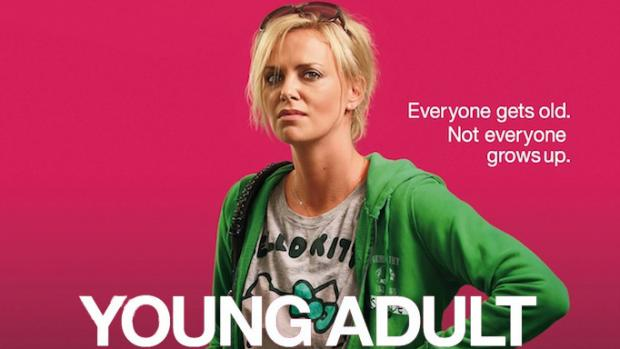 Everyone gets old.
Not everyone
grows up.
YOUNG ADULT